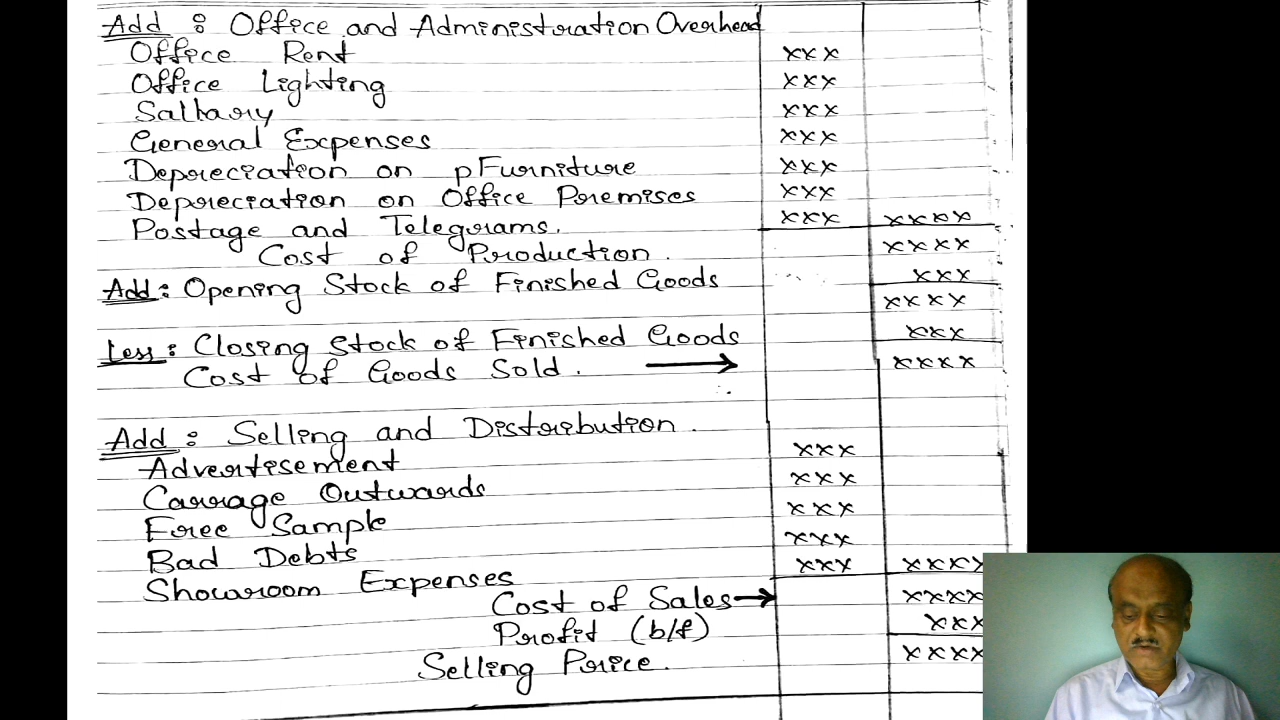 Add : Office and Administration Overhead
Office Rent xxx
Office Lighting xxx
Saltary xxx
General Expenses xxx
Depreciation on pFurniture xxx
Depreciation on Office Premises xxx
Postage and Telegrams. xxx xxxx
Cost of Production. xxxx
Add : Opening Stock of Finished Goods xxx
xxxx
Less : Closing Stock of Finished Goods xxx
Cost of Goods Sold. → xxxx
Add : Selling and Distribution.
Advertisement xxx
Carrage Outwards xxx
Free Sample xxx
Bad Debts xxx
Showroom Expenses xxx xxxx
Cost of Sales → xxxx
Profit (b/f) xxx
Selling Price. xxxx